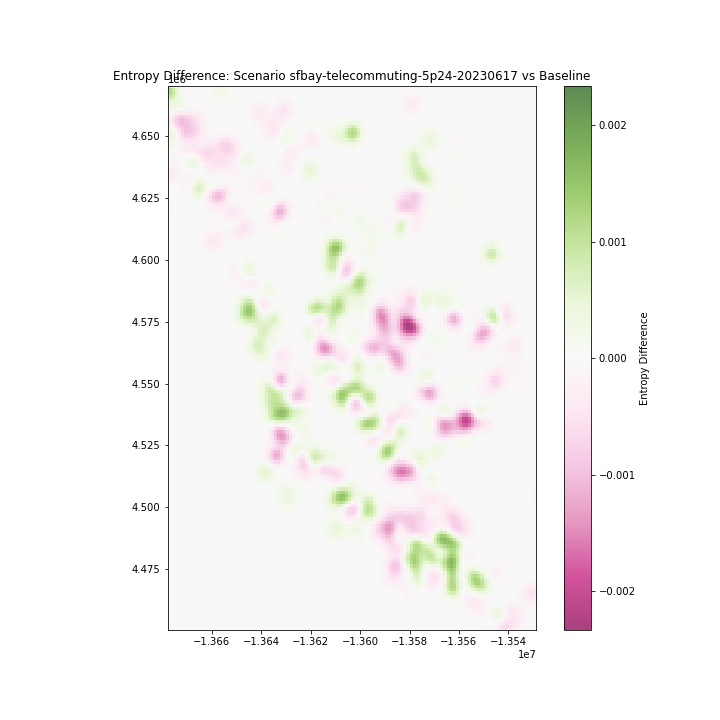 Entropy Difference: Scenario sfbay-telecommuting-5p24-20230617 vs Baseline
1e6
4.650
4.625
4.600
4.575
4.550
4.525
4.500
4.475
−1.366 −1.364 −1.362 −1.360 −1.358 −1.356 −1.354
1e7
0.002
0.001
0.000
−0.001
−0.002
Entropy Difference